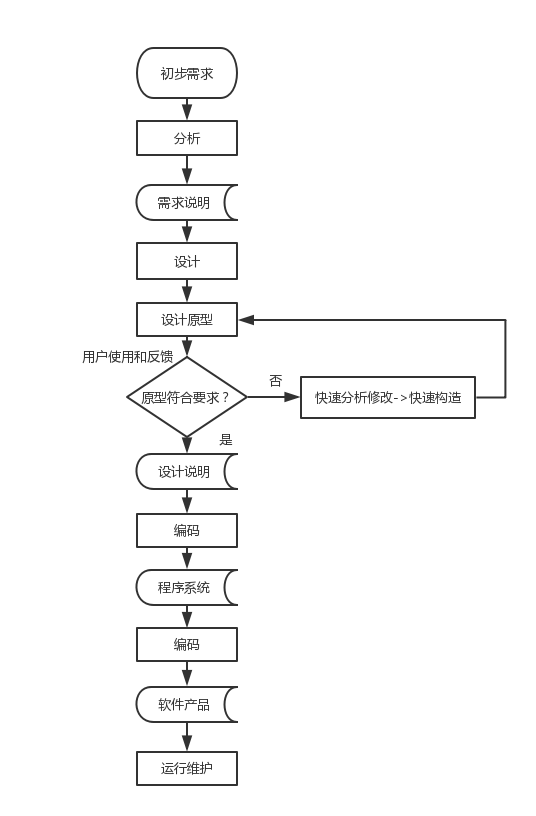 初步需求
分析
需求说明
设计
设计原型
用户使用和反馈
原型符合要求？
否
快速分析修改->快速构造
是
设计说明
编码
程序系统
编码
软件产品
运行维护